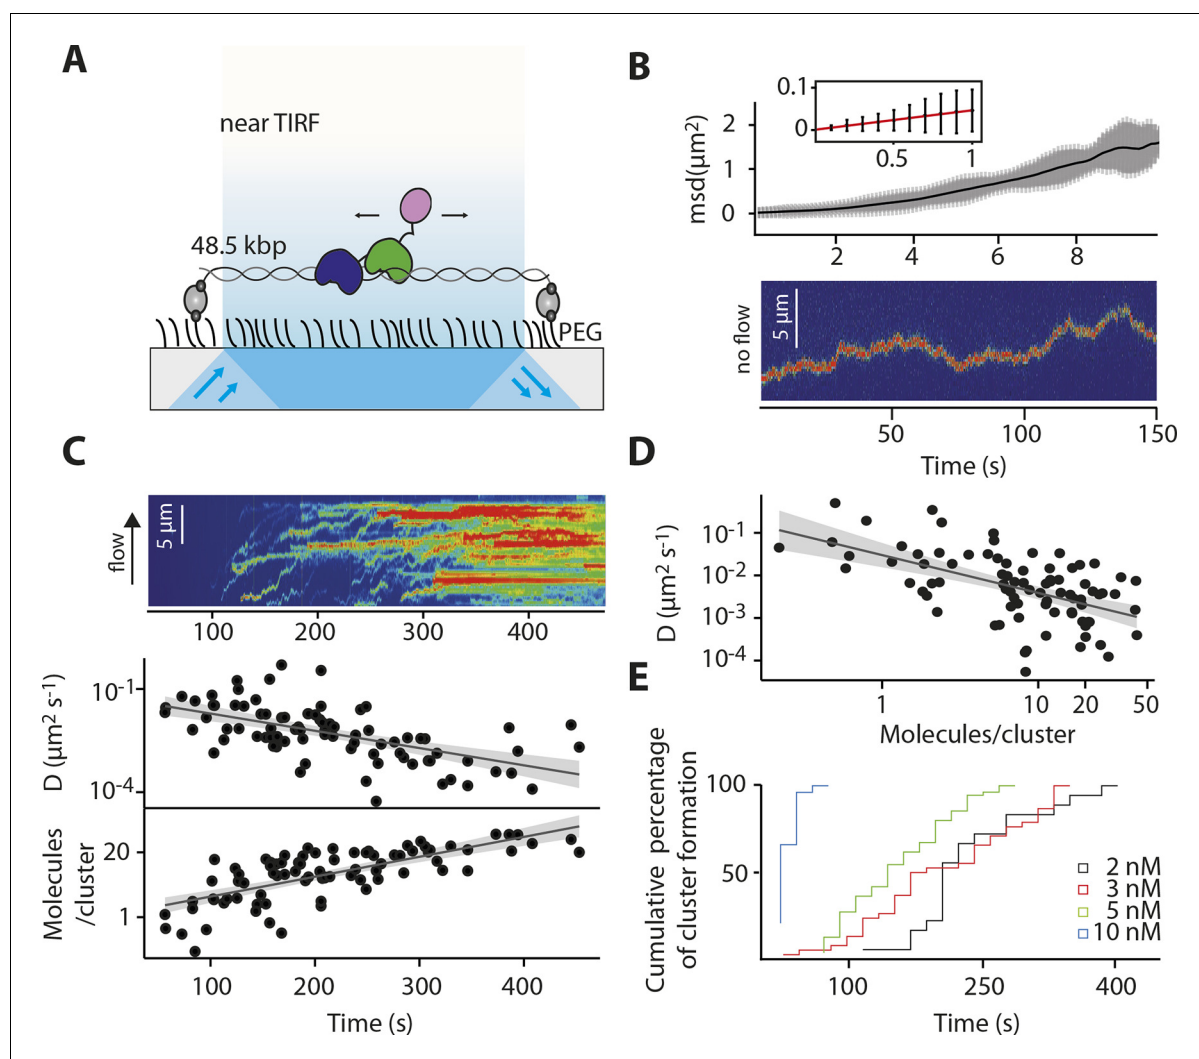 A
near TIRF
48.5 kbp
PEG
B
msd(μm²)
0.1
0
0.5
1
2
1
0
2
4
6
8
no flow
5 μm
50
100
150
Time (s)
C
flow
5 μm
100
200
300
400
D (μm² s⁻¹)
10⁻¹
10⁻⁴
Molecules
/cluster
20
1
100
200
300
400
Time (s)
D
D (μm² s⁻¹)
10⁻¹
10⁻²
10⁻³
10⁻⁴
1
10
20
30
50
Molecules/cluster
E
Cumulative percentage
of cluster formation
100
50
2 nM
3 nM
5 nM
10 nM
100
250
400
Time (s)